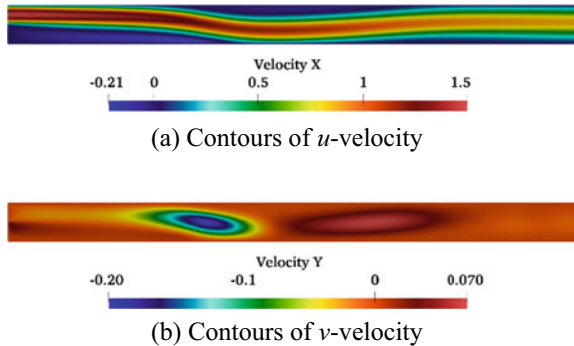 Velocity X
-0.21 0 0.5 1 1.5
(a) Contours of u-velocity
Velocity Y
-0.20 -0.1 0 0.070
(b) Contours of v-velocity